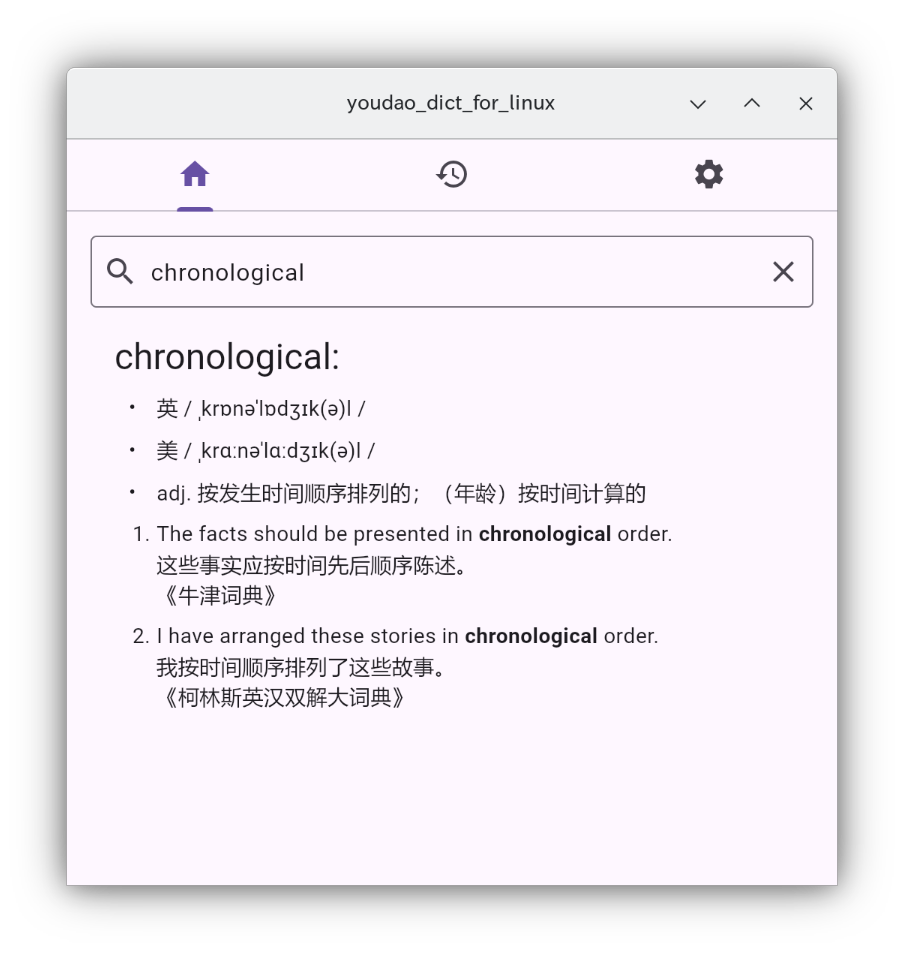 youdao_dict_for_linux
chronological
chronological:
• 英 / ˌkrɒnəˈlɒdʒɪk(ə)l /
• 美 / ˌkrɑːnəˈlɑːdʒɪk(ə)l /
• adj. 按发生时间顺序排列的；（年龄）按时间计算的
1. The facts should be presented in chronological order.
这些事实应按时间先后顺序陈述。
《牛津词典》
2. I have arranged these stories in chronological order.
我按时间顺序排列了这些故事。
《柯林斯英汉双解大词典》